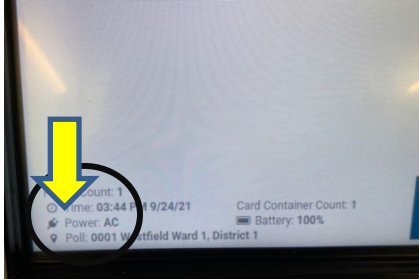 ount: 1
Time: 03:44 PM 9/24/21
Card Container Count: 1
Power: AC
Battery: 100%
Poll: 0001 Westfield Ward 1, District 1